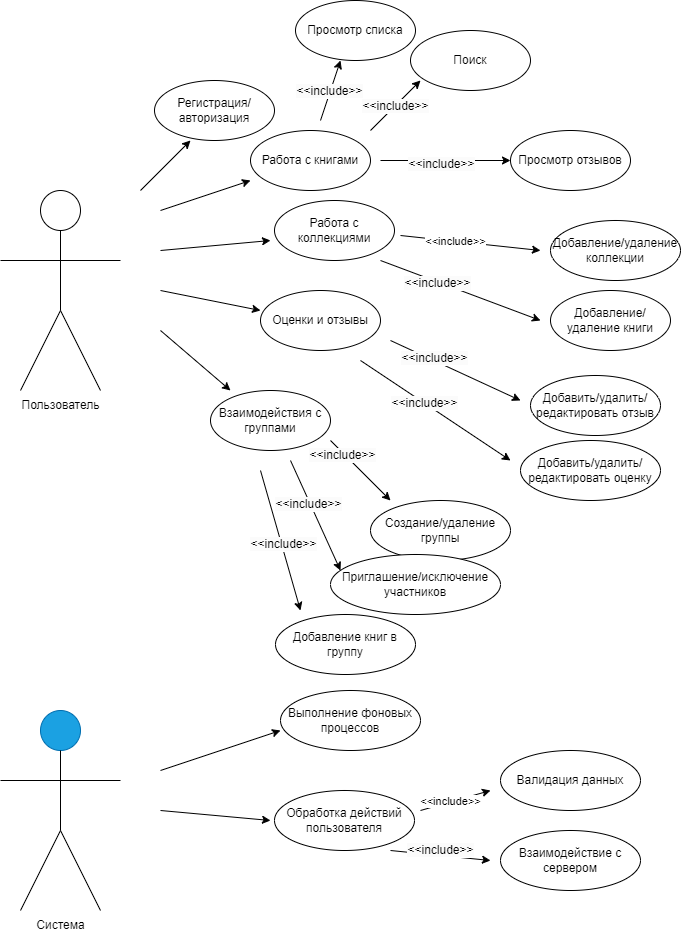 Просмотр списка
Поиск
<<include>>
<<include>>
Регистрация/
авторизация
Работа с книгами
<<include>>
Просмотр отзывов
Работа с
коллекциями
<<include>>
Добавление/удаление
коллекции
<<include>>
Добавление/
удаление книги
Оценки и отзывы
<<include>>
Добавить/удалить/
редактировать отзыв
<<include>>
Добавить/удалить/
редактировать оценку
Пользователь
Взаимодействия с
группами
<<include>>
Создание/удаление
группы
<<include>>
Приглашение/исключение
участников
<<include>>
Добавление книг в
группу
Выполнение фоновых
процессов
Обработка действий
пользователя
<<include>>
Валидация данных
<<include>>
Взаимодействие с
сервером
Система